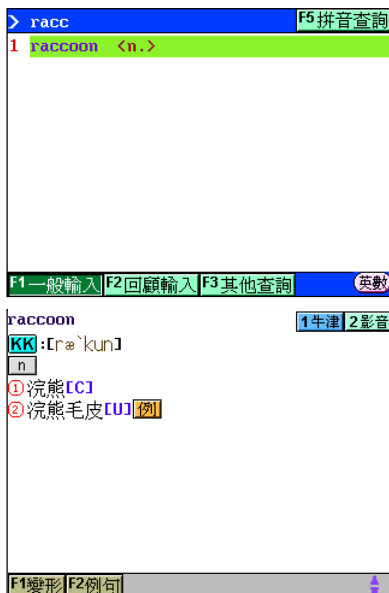 > racc F5拼音查詢
1 raccoon <n.>
F1一般輸入 F2回顧輸入 F3其他查詢 英數
raccoon 1牛津 2影音
KK:[ræˋkun]
n
①浣熊[C]
②浣熊毛皮[U]例
F1變形 F2例句